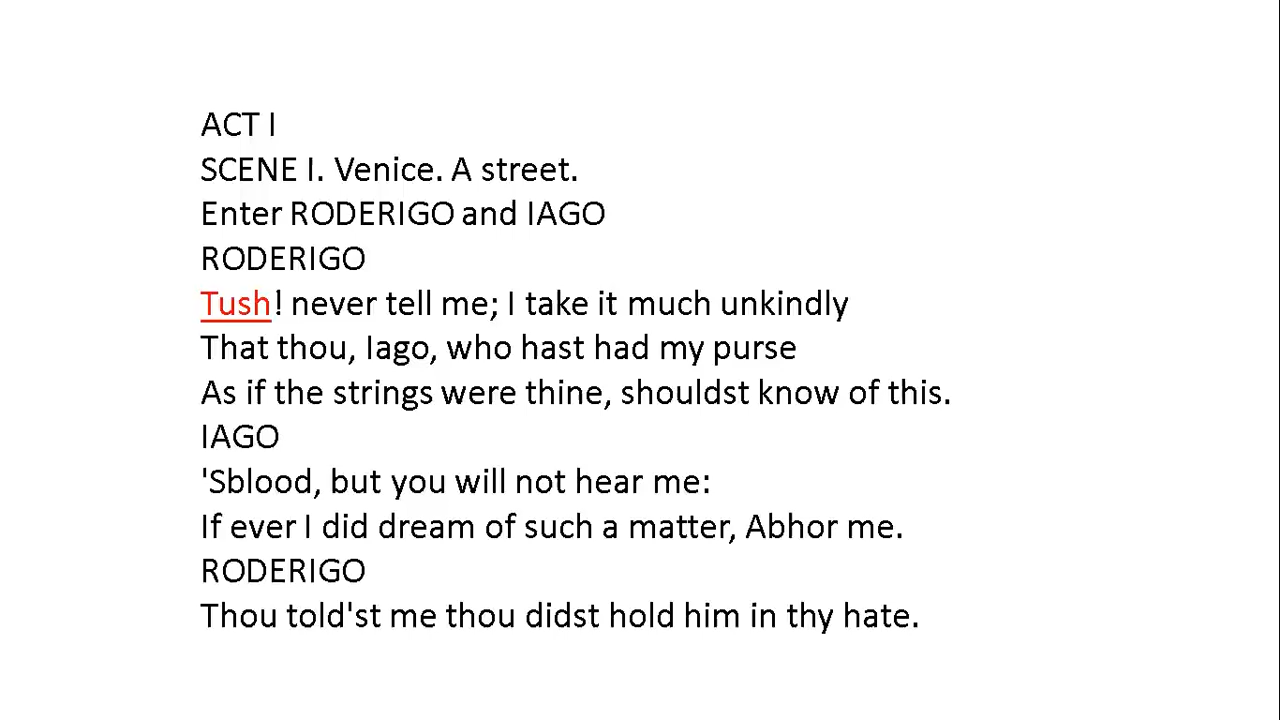 ACT I
SCENE I. Venice. A street.
Enter RODERIGO and IAGO
RODERIGO
Tush! never tell me; I take it much unkindly
That thou, Iago, who hast had my purse
As if the strings were thine, shouldst know of this.
IAGO
'Sblood, but you will not hear me:
If ever I did dream of such a matter, Abhor me.
RODERIGO
Thou told'st me thou didst hold him in thy hate.